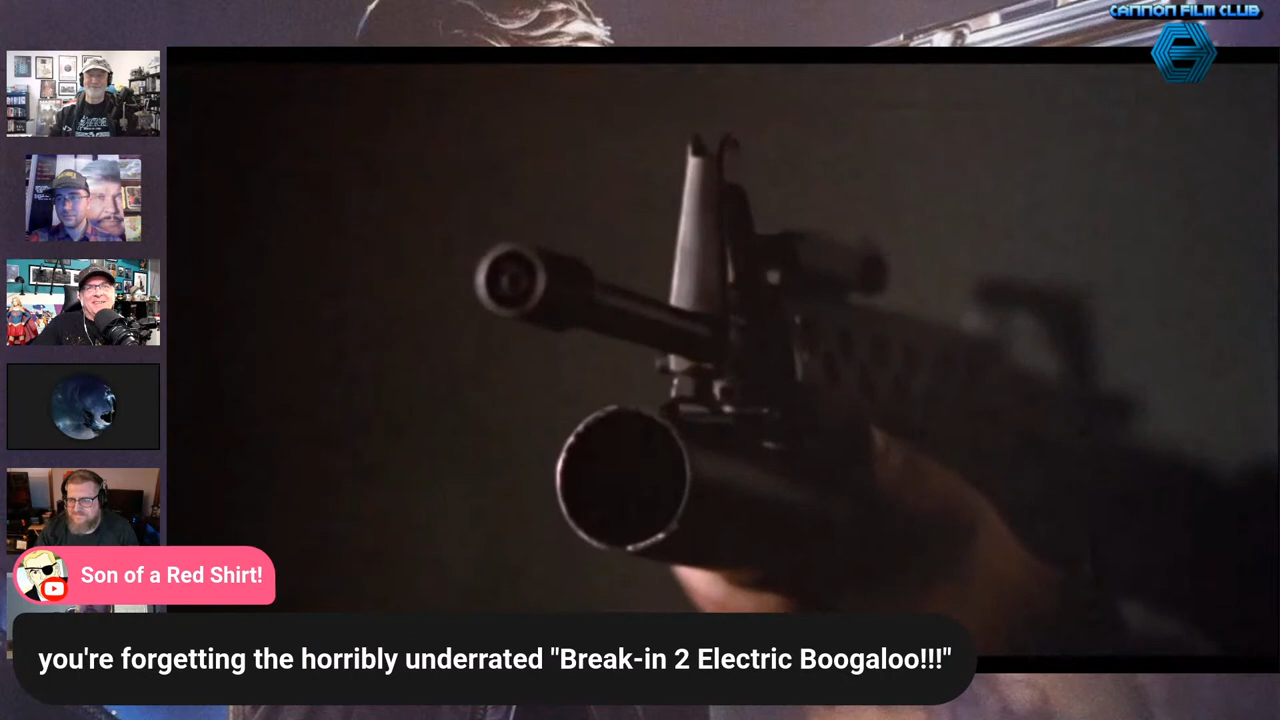 CANNON FILM CLUB
Son of a Red Shirt!
you're forgetting the horribly underrated "Break-in 2 Electric Boogaloo!!!"